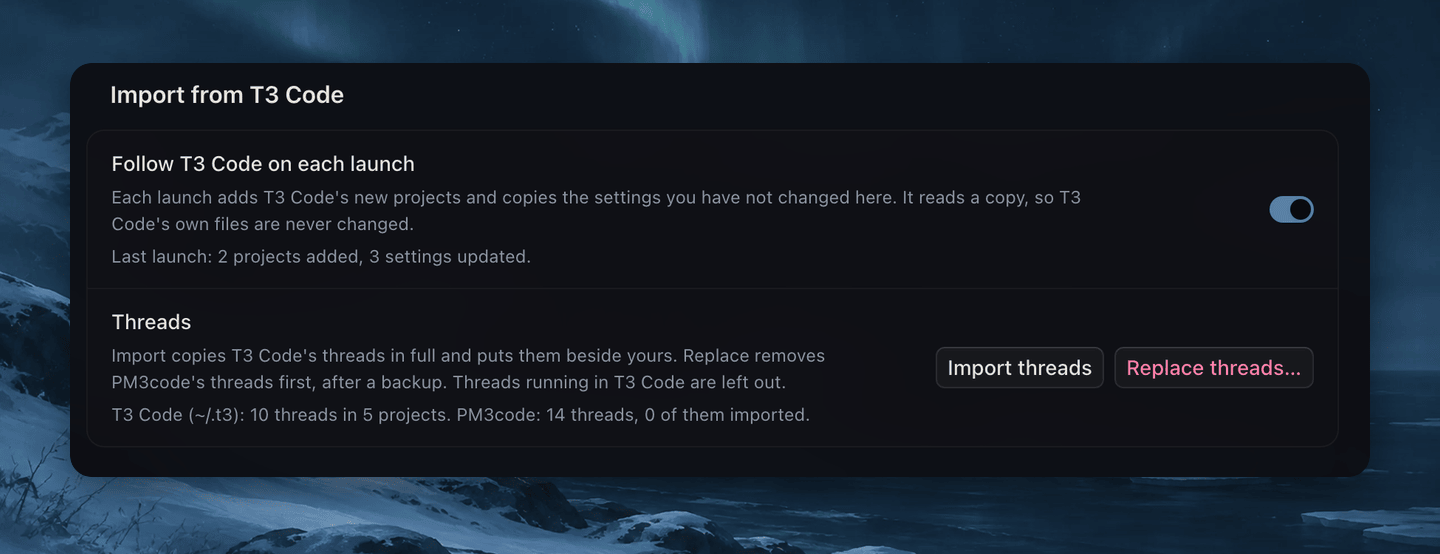 Import from T3 Code
Follow T3 Code on each launch
Each launch adds T3 Code's new projects and copies the settings you have not changed here. It reads a copy, so T3
Code's own files are never changed.
Last launch: 2 projects added, 3 settings updated.
Threads
Import copies T3 Code's threads in full and puts them beside yours. Replace removes
PM3code's threads first, after a backup. Threads running in T3 Code are left out.
T3 Code (~/.t3): 10 threads in 5 projects. PM3code: 14 threads, 0 of them imported.
Import threads
Replace threads...